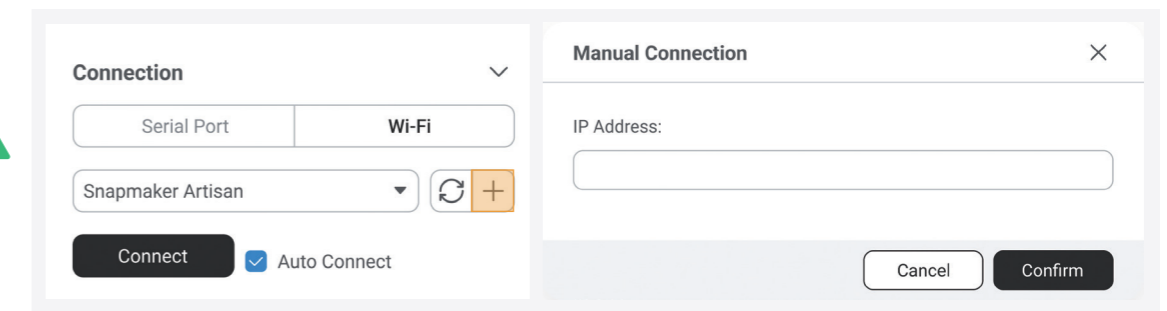 Connection
Serial Port
Wi-Fi
Snapmaker Artisan
Connect
Auto Connect
Manual Connection
IP Address:
Cancel
Confirm